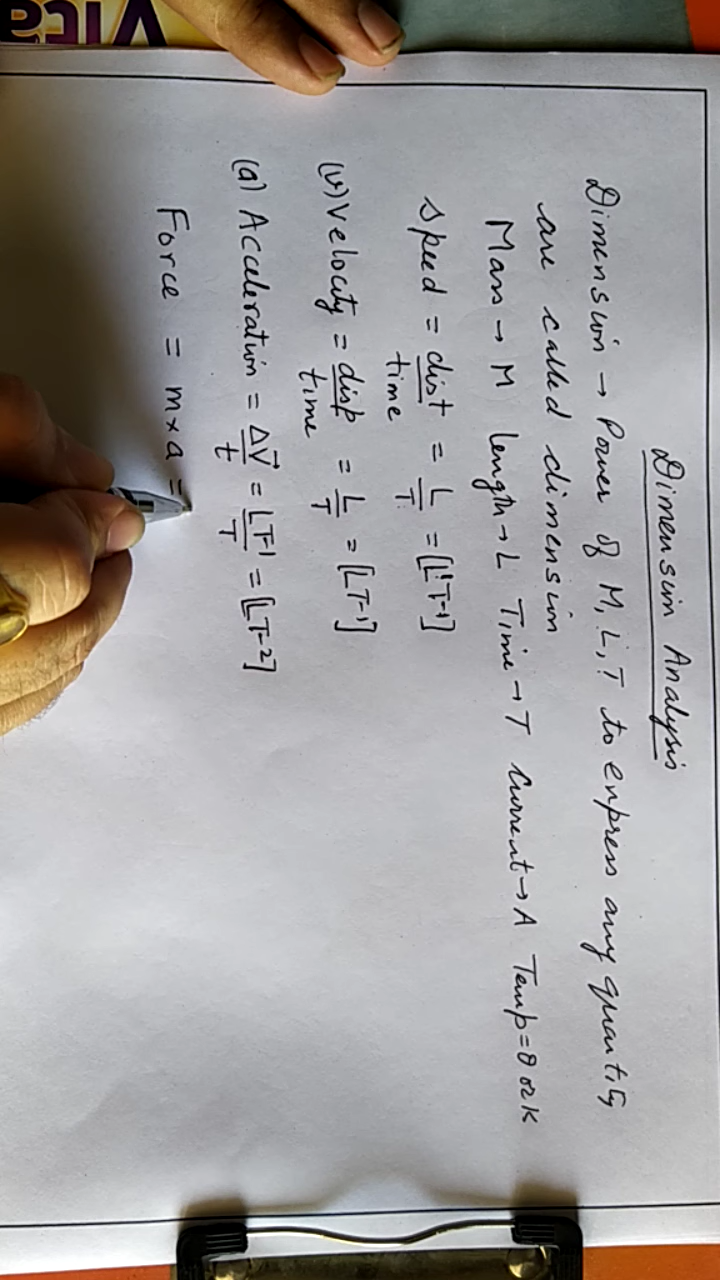 Dimension Analysis
Dimension → Power of M, L, T to express any quantity
are called dimension
Mass → M length → L Time → T Current → A Temp = θ or K
speed = dist/time = L/T = [L¹T-1]
(v) Velocity = disp/time = L/T = [LT-1]
(a) Acceleration = ΔV⃗/t = LT-1/T = [LT-2]
Force = m×a =
Vita